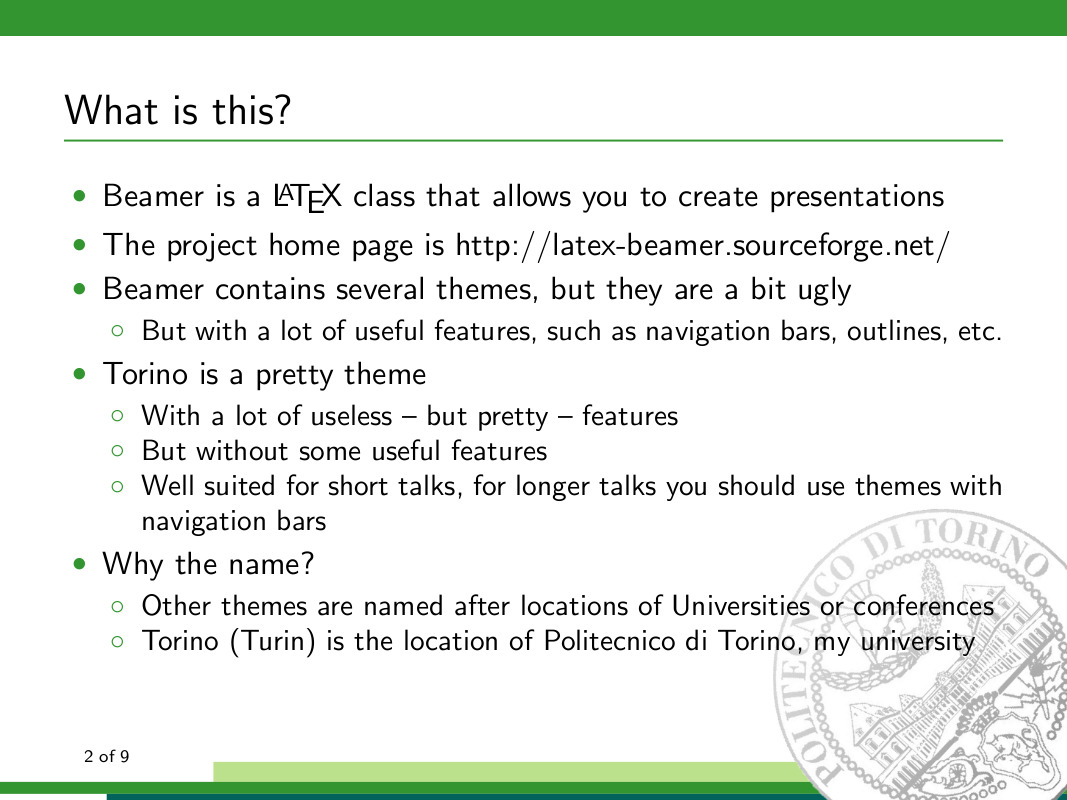 What is this?
• Beamer is a LATEX class that allows you to create presentations
• The project home page is http://latex-beamer.sourceforge.net/
• Beamer contains several themes, but they are a bit ugly
○ But with a lot of useful features, such as navigation bars, outlines, etc.
• Torino is a pretty theme
○ With a lot of useless – but pretty – features
○ But without some useful features
○ Well suited for short talks, for longer talks you should use themes with
navigation bars
• Why the name?
○ Other themes are named after locations of Universities or conferences
○ Torino (Turin) is the location of Politecnico di Torino, my university
POLITECNICO DI TORINO
2 of 9